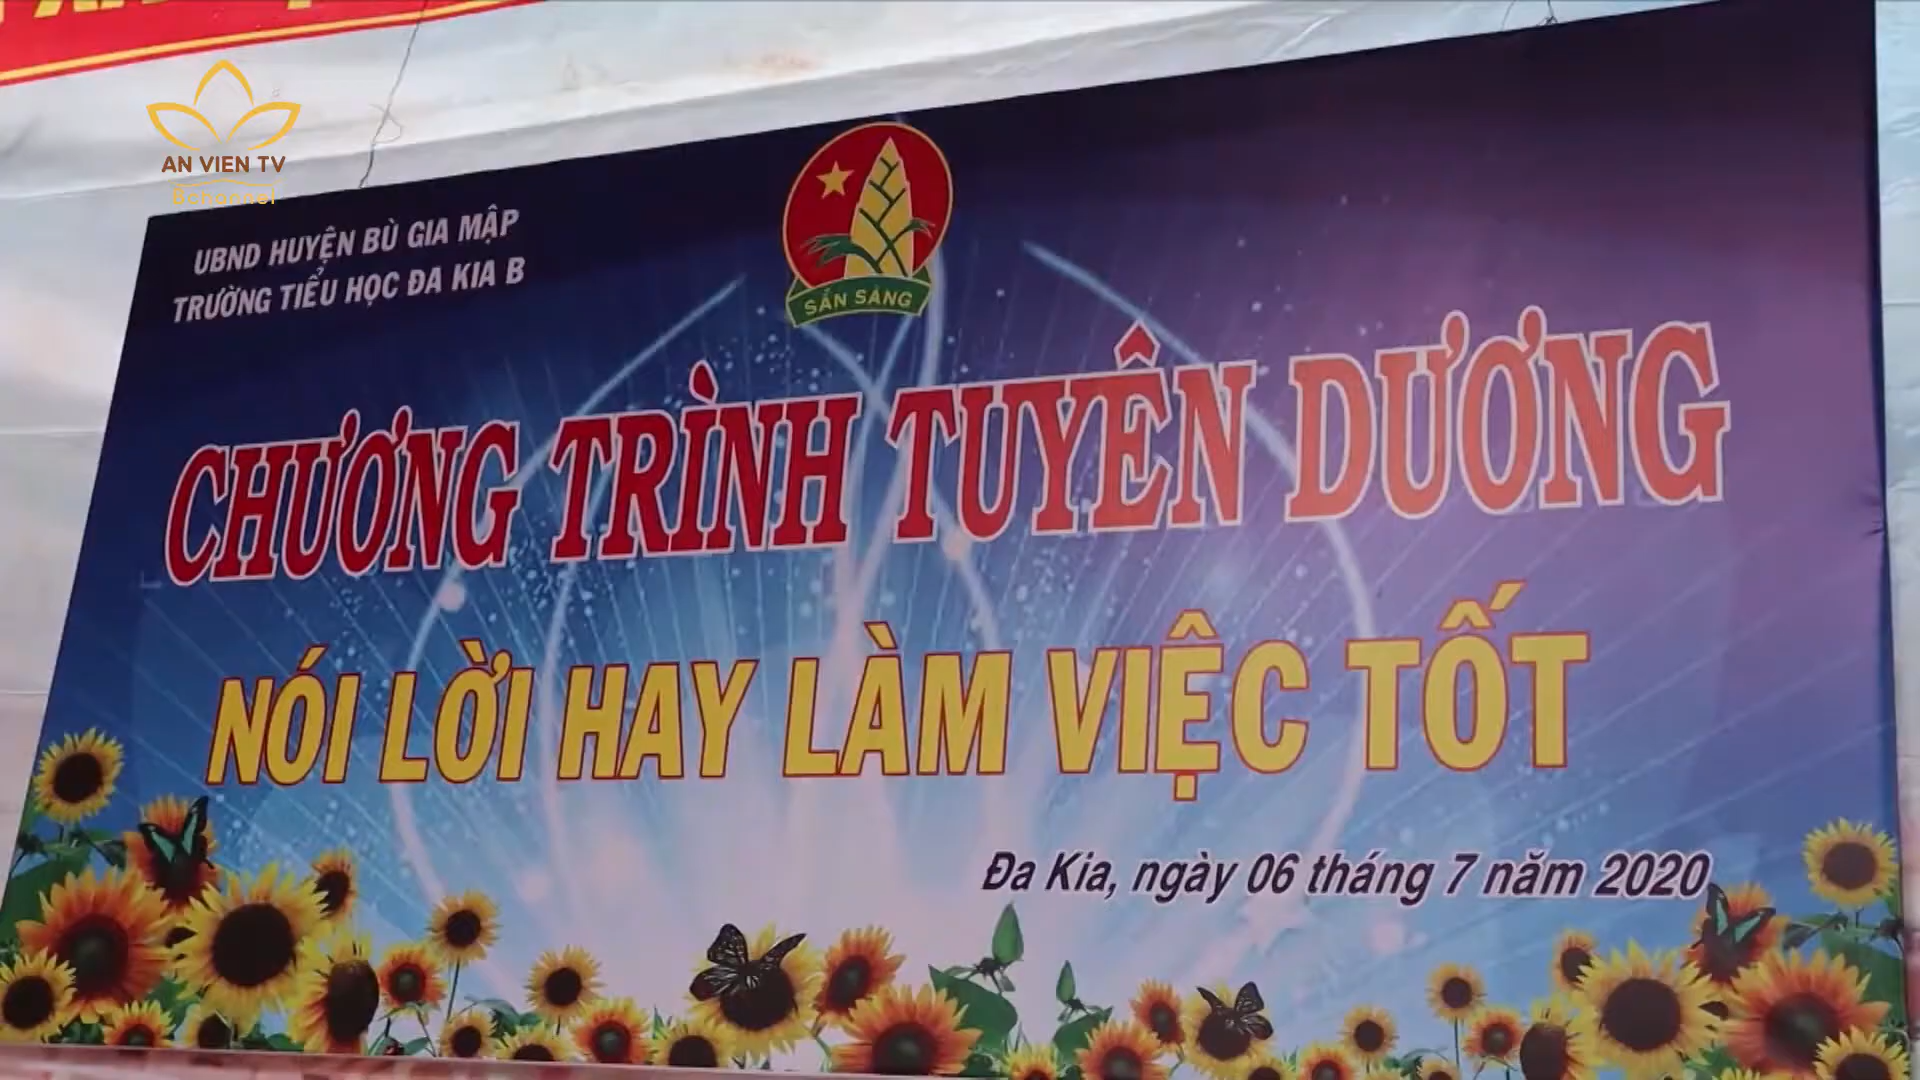 AN VIEN TV
UBND HUYỆN BÙ GIA MẬP
TRƯỜNG TIỂU HỌC ĐA KIA B
SẴN SÀNG
CHƯƠNG TRÌNH TUYÊN DƯƠNG
NÓI LỜI HAY LÀM VIỆC TỐT
Đa Kia, ngày 06 tháng 7 năm 2020